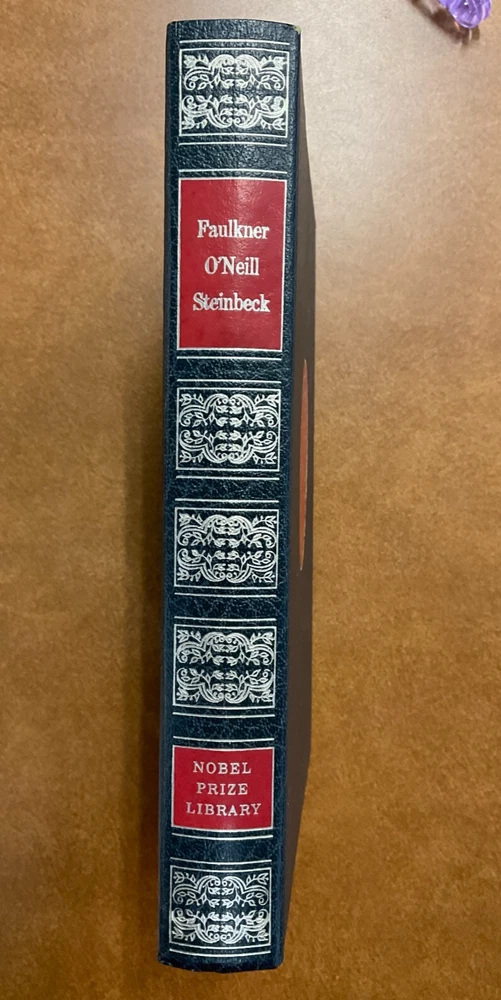 Faulkner
O'Neill
Steinbeck
NOBEL
PRIZE
LIBRARY